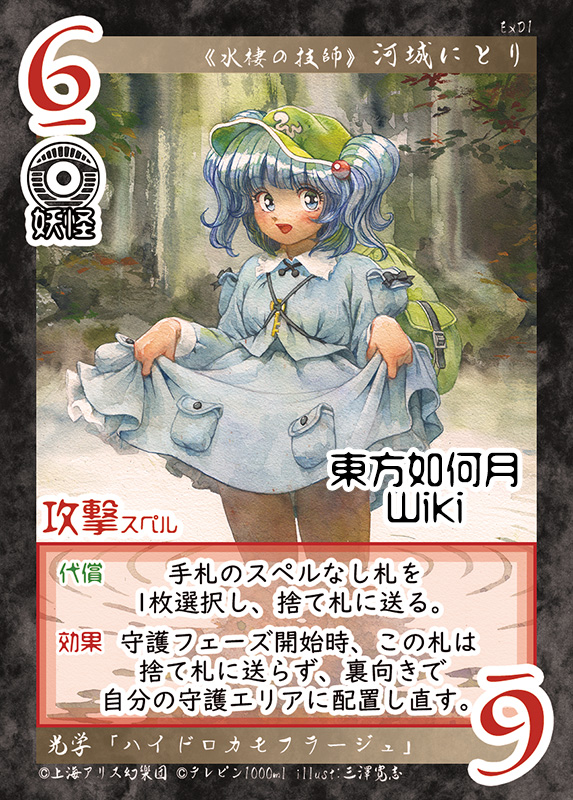 ExD1
6
《水棲の技師》河城にとり
妖怪
東方如何月
Wiki
攻撃スペル
代償
手札のスペルなし札を
1枚選択し、捨て札に送る。
効果
守護フェーズ開始時、この札は
捨て札に送らず、裏向きで
自分の守護エリアに配置し直す。
6
光学「ハイドロカモフラージュ」
©上海アリス幻樂団 ©テレピン1000ml illust:三澤寛志